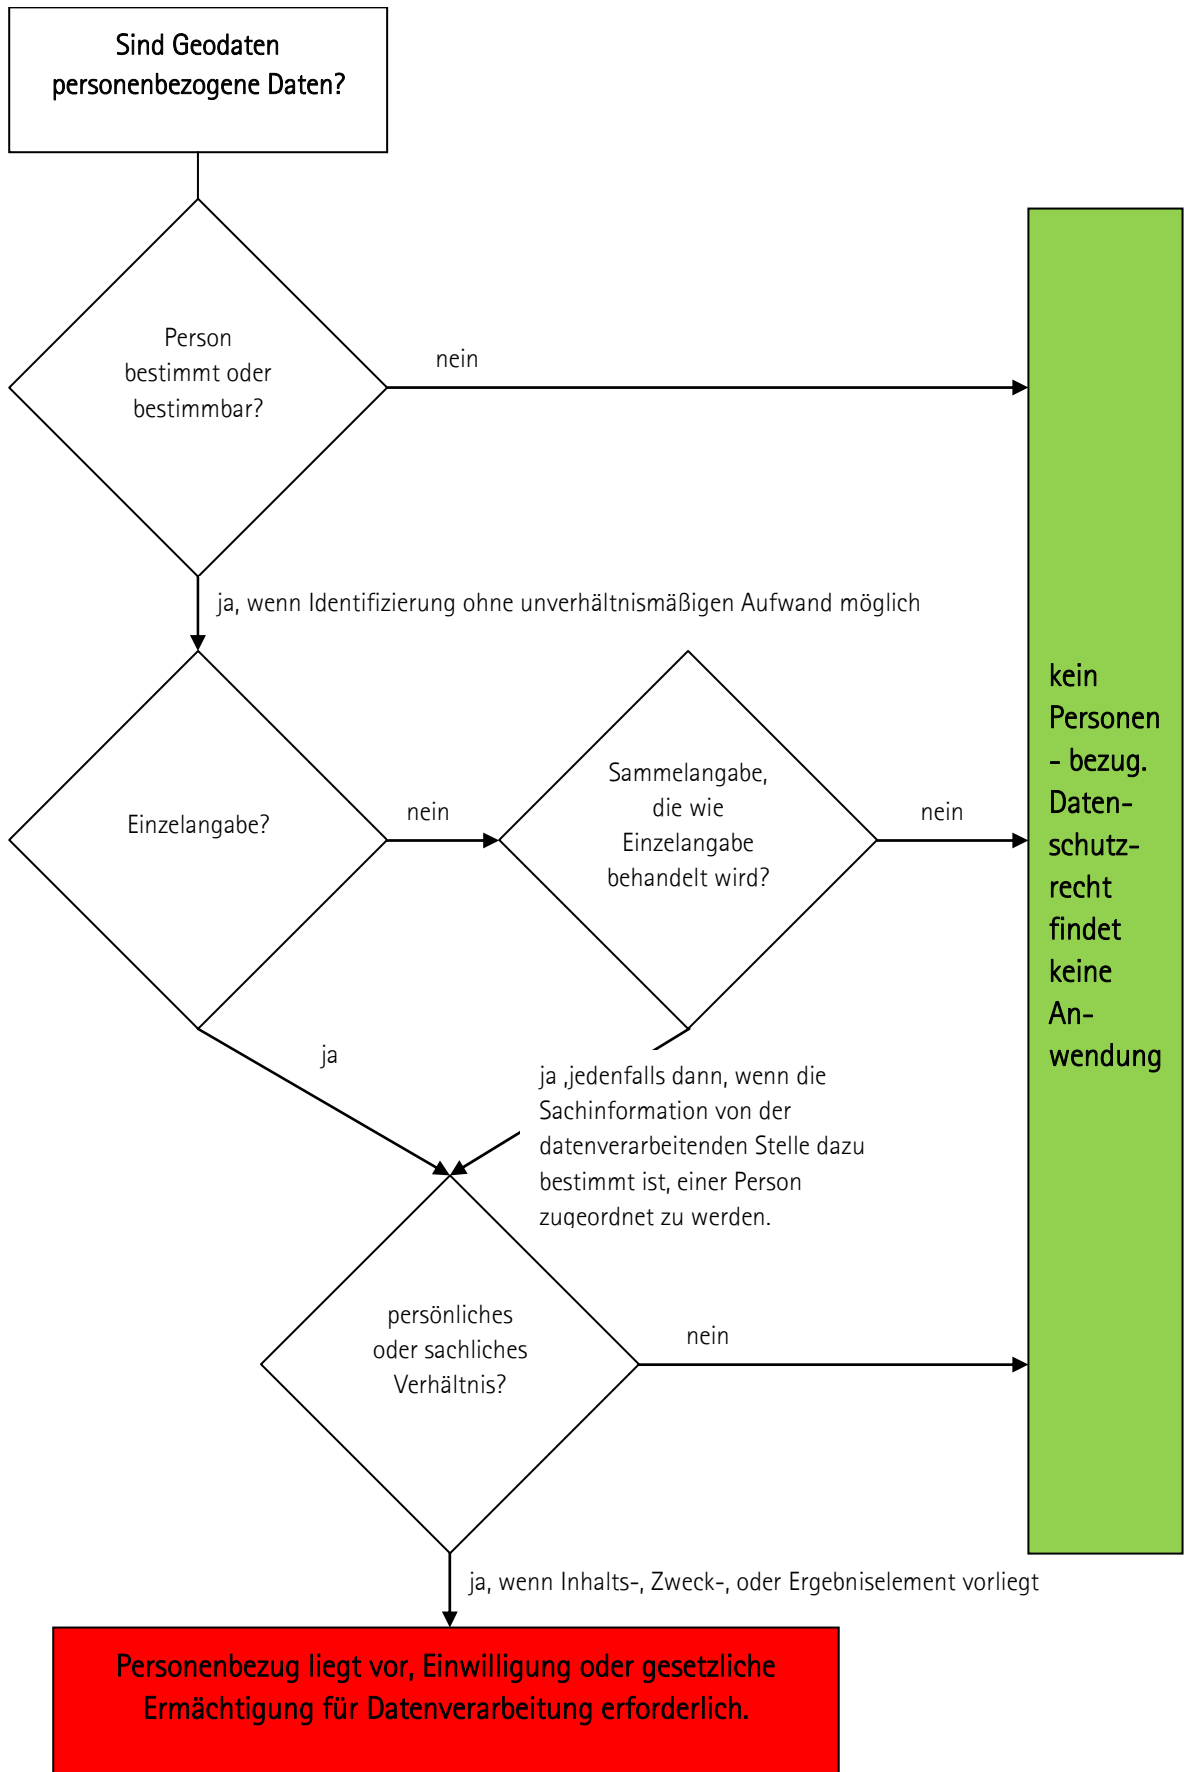 Sind Geodaten
personenbezogene Daten?
Person
bestimmt oder
bestimmbar?
nein
ja, wenn Identifizierung ohne unverhältnismäßigen Aufwand möglich
Einzelangabe?
nein
Sammelangabe,
die wie
Einzelangabe
behandelt wird?
nein
kein
Personen
- bezug.
Daten-
schutz-
recht
findet
keine
An-
wendung
ja
ja ,jedenfalls dann, wenn die
Sachinformation von der
datenverarbeitenden Stelle dazu
bestimmt ist, einer Person
zugeordnet zu werden.
persönliches
oder sachliches
Verhältnis?
nein
ja, wenn Inhalts-, Zweck-, oder Ergebniselement vorliegt
Personenbezug liegt vor, Einwilligung oder gesetzliche
Ermächtigung für Datenverarbeitung erforderlich.